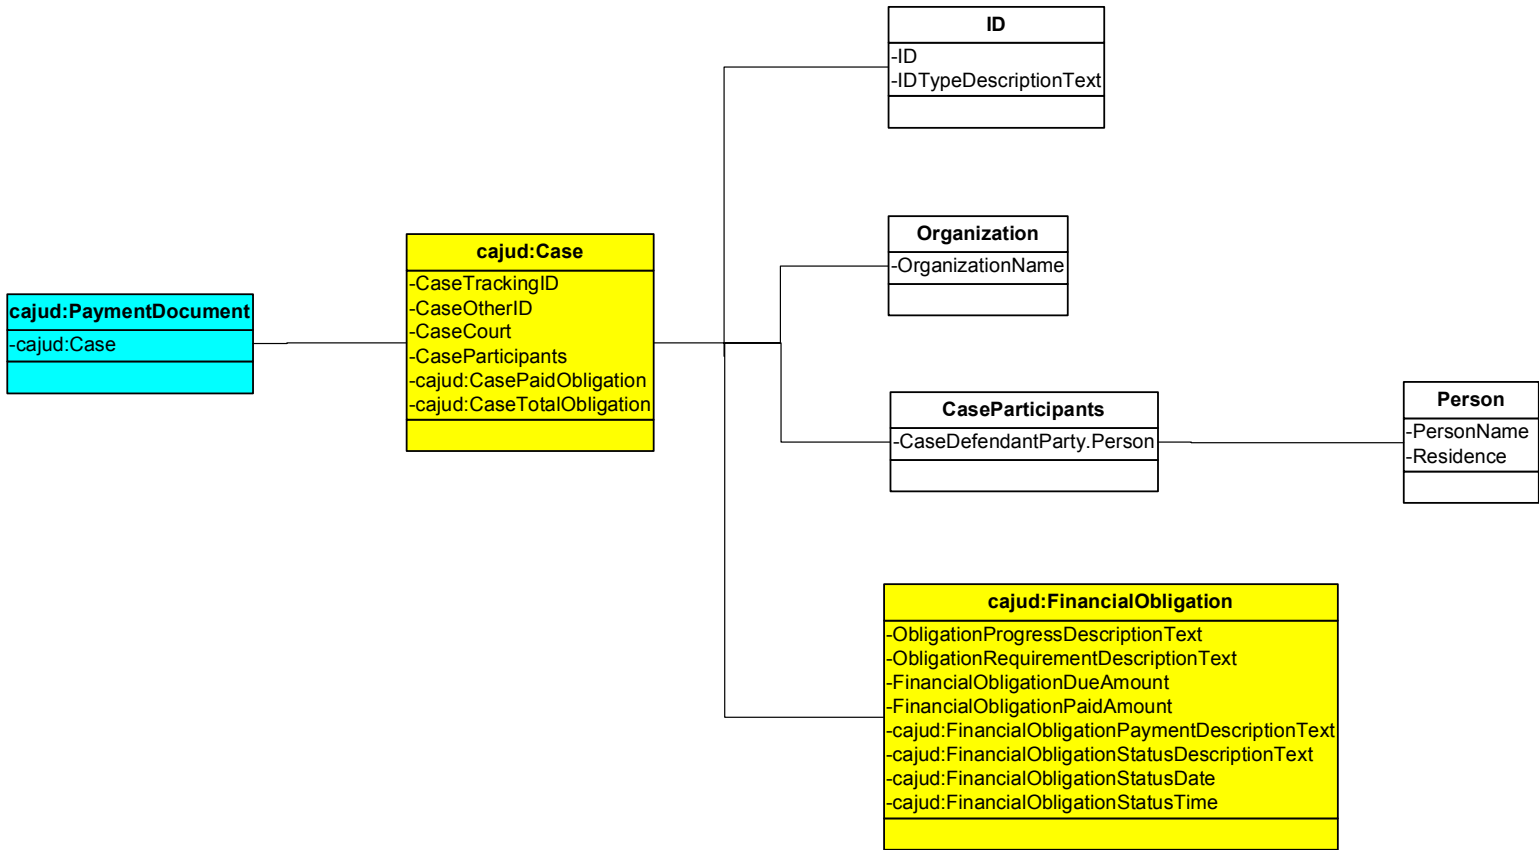 ID
-ID
-IDTypeDescriptionText
Organization
-OrganizationName
cajud:Case
-CaseTrackingID
-CaseOtherID
-CaseCourt
-CaseParticipants
-cajud:CasePaidObligation
-cajud:CaseTotalObligation
cajud:PaymentDocument
-cajud:Case
CaseParticipants
-CaseDefendantParty.Person
Person
-PersonName
-Residence
cajud:FinancialObligation
-ObligationProgressDescriptionText
-ObligationRequirementDescriptionText
-FinancialObligationDueAmount
-FinancialObligationPaidAmount
-cajud:FinancialObligationPaymentDescriptionText
-cajud:FinancialObligationStatusDescriptionText
-cajud:FinancialObligationStatusDate
-cajud:FinancialObligationStatusTime